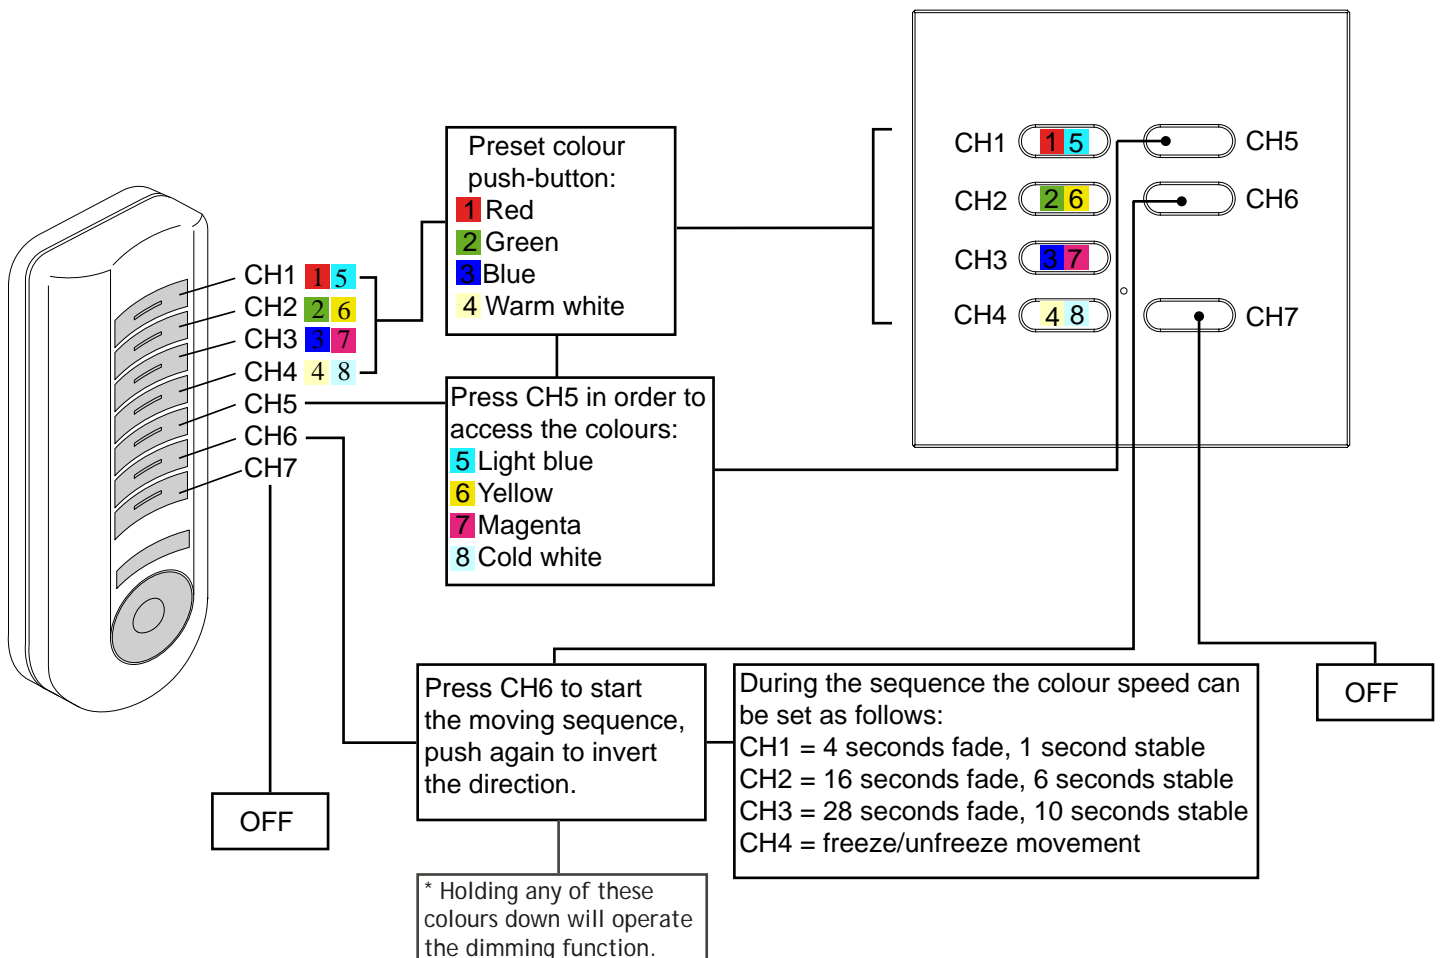 Preset colour
push-button:
1 Red
2 Green
3 Blue
4 Warm white
CH1 1 5
CH2 2 6
CH3 3 7
CH4 4 8
CH5
CH6
CH7
Press CH5 in order to
access the colours:
5 Light blue
6 Yellow
7 Magenta
8 Cold white
CH1 1 5 CH5
CH2 2 6 CH6
CH3 3 7
CH4 4 8 CH7
Press CH6 to start
the moving sequence,
push again to invert
the direction.
During the sequence the colour speed can
be set as follows:
CH1 = 4 seconds fade, 1 second stable
CH2 = 16 seconds fade, 6 seconds stable
CH3 = 28 seconds fade, 10 seconds stable
CH4 = freeze/unfreeze movement
OFF
OFF
* Holding any of these
colours down will operate
the dimming function.